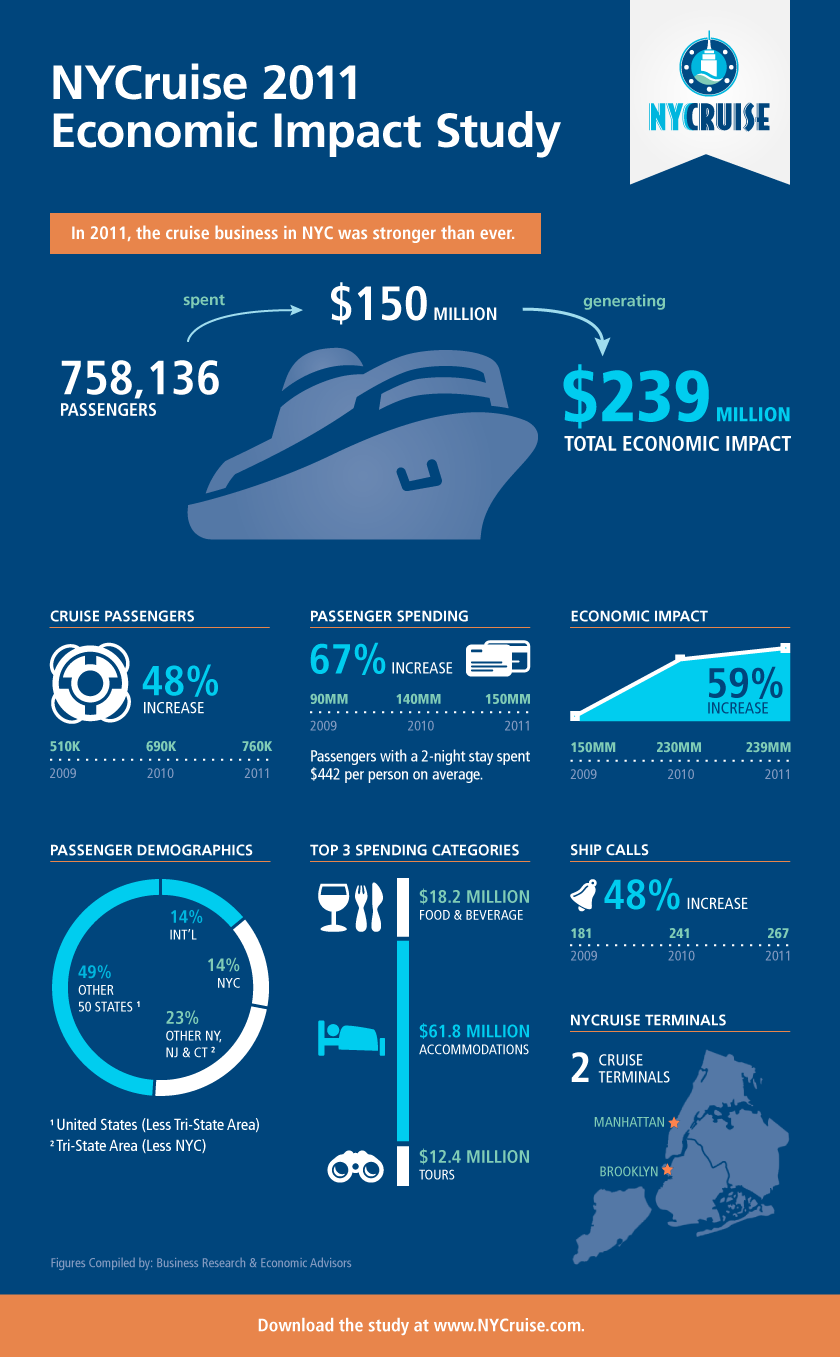 NYCruise 2011
Economic Impact Study
NYCRUISE
In 2011, the cruise business in NYC was stronger than ever.
spent
$150 MILLION
generating
758,136
PASSENGERS
$239 MILLION
TOTAL ECONOMIC IMPACT
CRUISE PASSENGERS
48%
INCREASE
510K 690K 760K
2009 2010 2011
PASSENGER SPENDING
67% INCREASE
90MM 140MM 150MM
2009 2010 2011
Passengers with a 2-night stay spent
$442 per person on average.
ECONOMIC IMPACT
59%
INCREASE
150MM 230MM 239MM
2009 2010 2011
PASSENGER DEMOGRAPHICS
14%
INT'L
14%
NYC
49%
OTHER
50 STATES ¹
23%
OTHER NY,
NJ & CT ²
¹ United States (Less Tri-State Area)
² Tri-State Area (Less NYC)
TOP 3 SPENDING CATEGORIES
$18.2 MILLION
FOOD & BEVERAGE
$61.8 MILLION
ACCOMMODATIONS
$12.4 MILLION
TOURS
SHIP CALLS
48% INCREASE
181 241 267
2009 2010 2011
NYCRUISE TERMINALS
2 CRUISE
TERMINALS
MANHATTAN
BROOKLYN
Figures Compiled by: Business Research & Economic Advisors
Download the study at www.NYCruise.com.